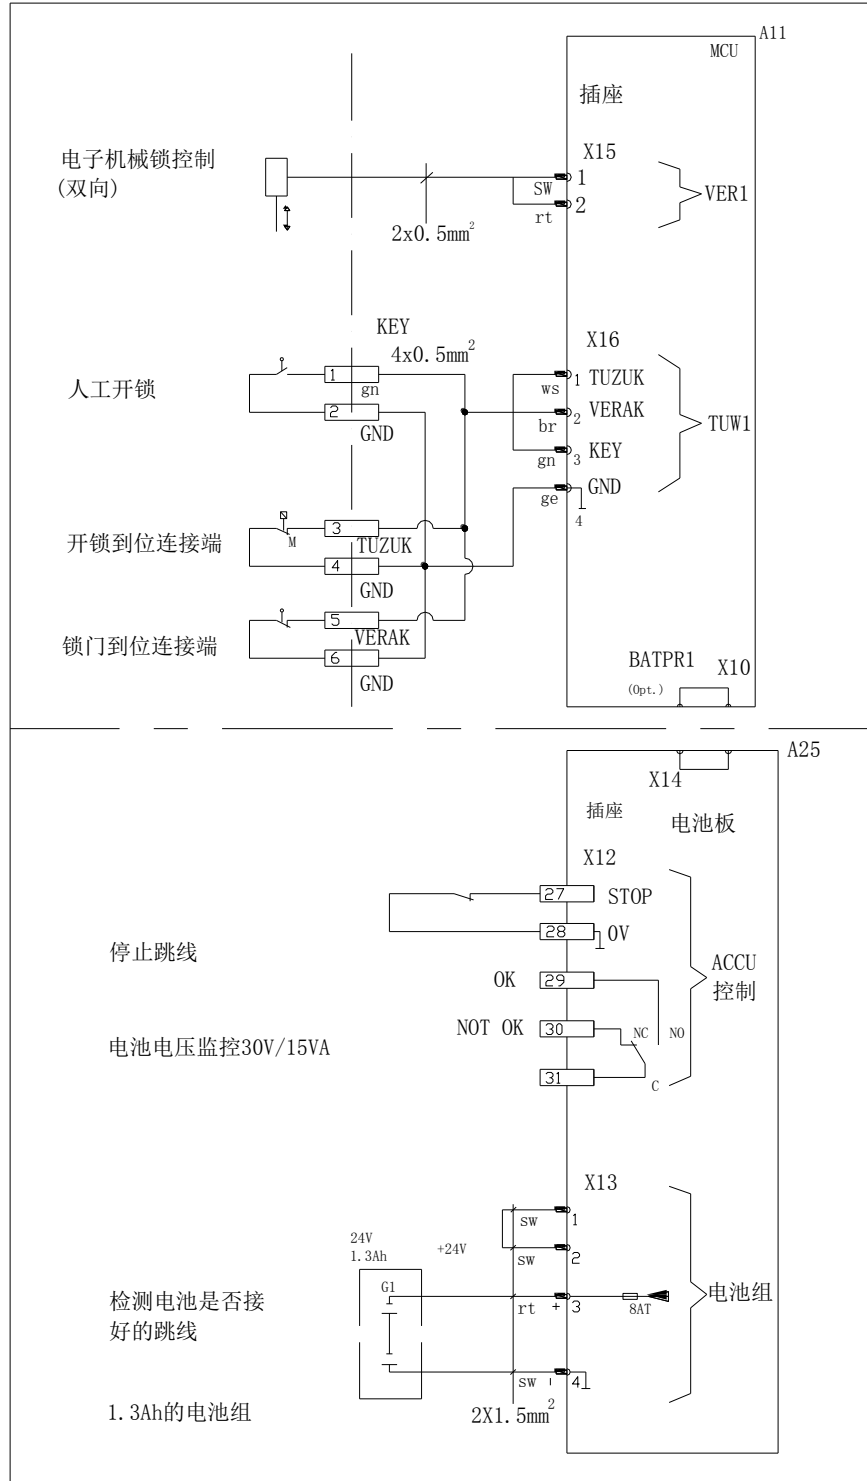 A11
MCU
插座
电子机械锁控制
(双向)
X15
1
SW
2
rt
VER1
2x0.5mm²
KEY
4x0.5mm²
X16
人工开锁
1
gn
2
GND
ws
1
TUZUK
br
2
VERAK
gn
3
KEY
ge
GND
4
TUW1
开锁到位连接端
M
3
TUZUK
4
GND
锁门到位连接端
5
VERAK
6
GND
BATPR1
X10
(Opt.)
A25
X14
插座
电池板
X12
27
STOP
28
0V
停止跳线
OK
29
ACCU
控制
NOT OK
30
NC
NO
电池电压监控30V/15VA
31
C
X13
sw
1
sw
2
24V
1.3Ah
+24V
G1
检测电池是否接
好的跳线
rt
+
3
8AT
电池组
sw
-
4
1.3Ah的电池组
2X1.5mm²